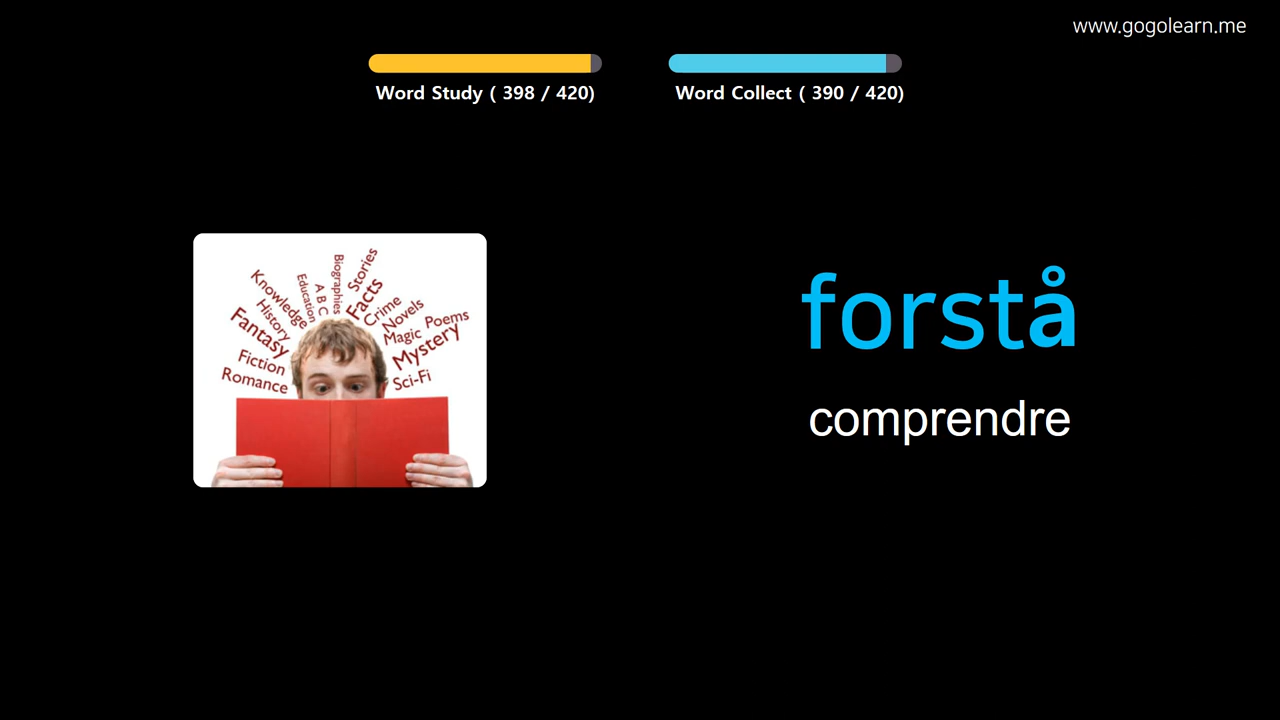 www.gogolearn.me
Word Study ( 398 / 420)
Word Collect ( 390 / 420)
Knowledge
History
Fantasy
Fiction
Romance
Education
A B C
Biographies
Stories
Facts
Crime
Novels
Magic
Poems
Mystery
Sci-Fi
forstå
comprendre